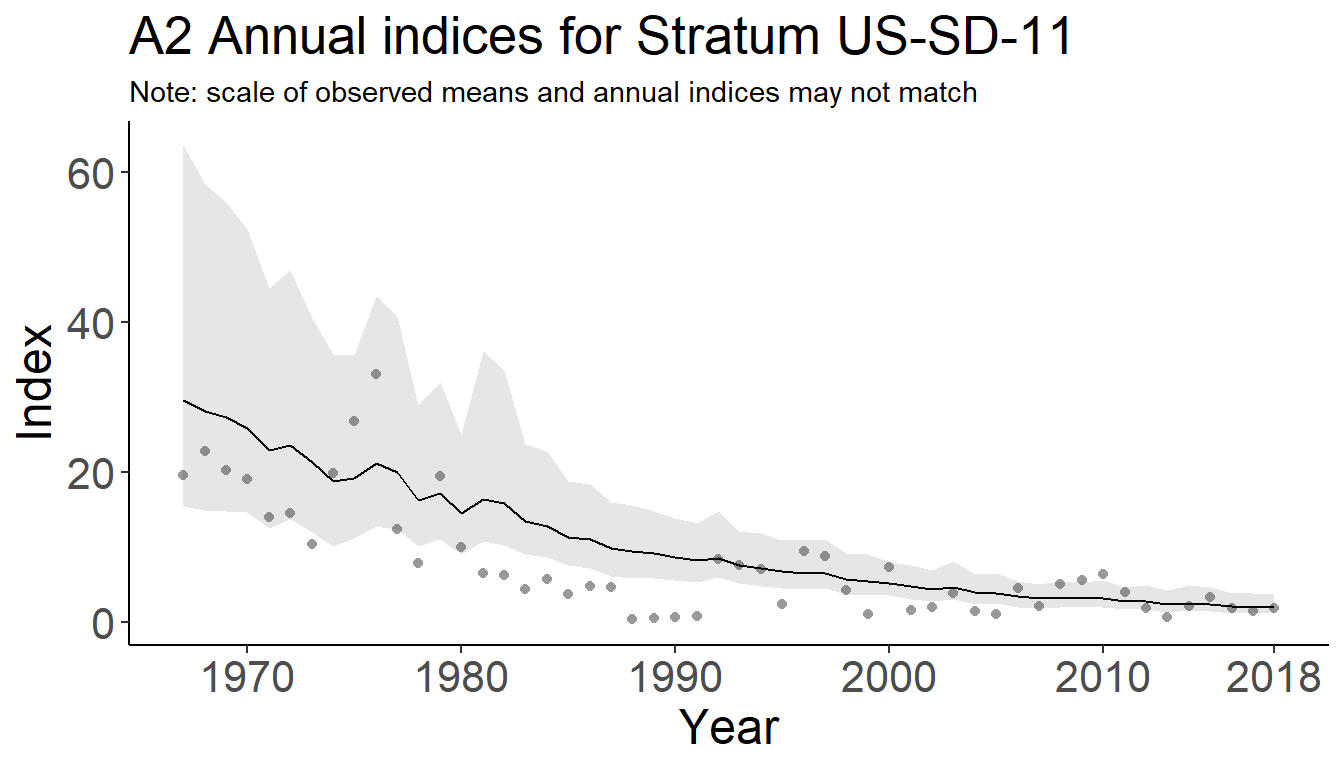 A2 Annual indices for Stratum US-SD-11
Note: scale of observed means and annual indices may not match
60
40
20
0
Index
1970 1980 1990 2000 2010 2018
Year